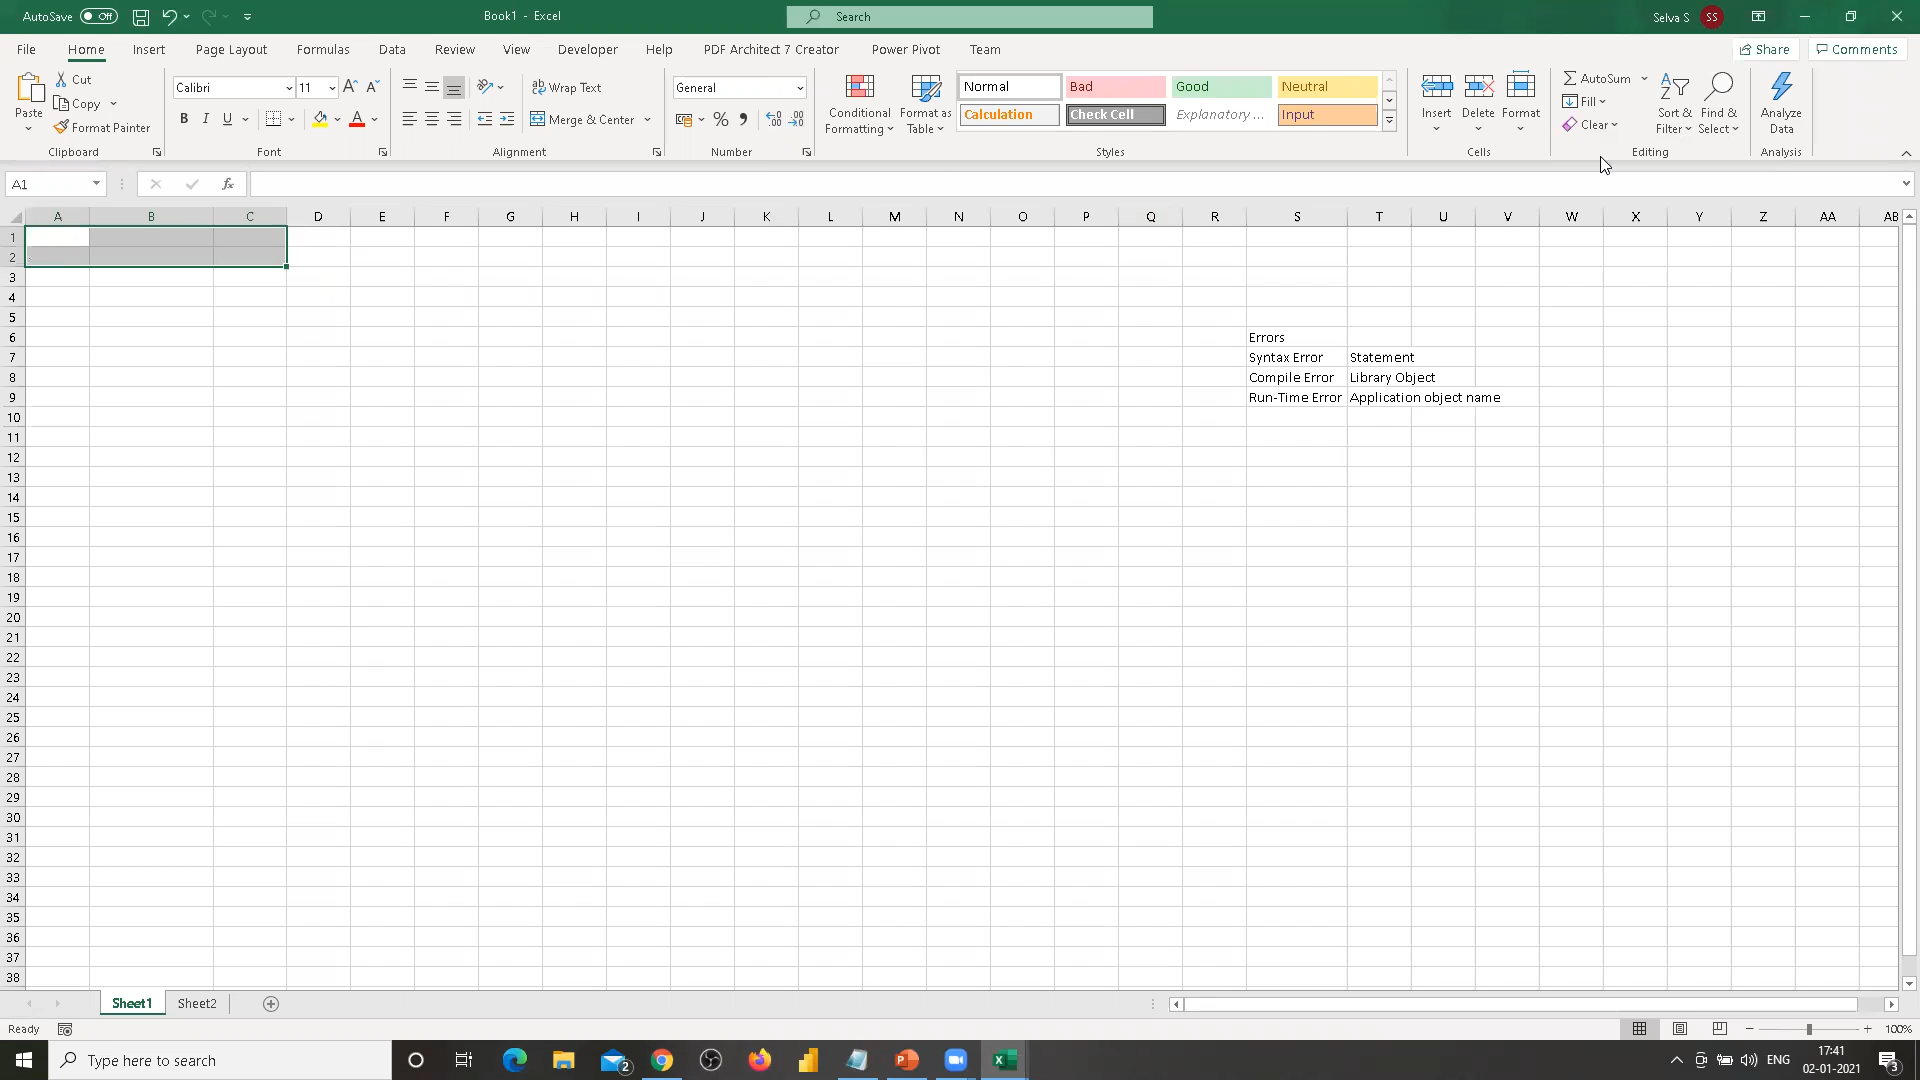 AutoSave Off Book1 - Excel Search Selva S SS
File Home Insert Page Layout Formulas Data Review View Developer Help PDF Architect 7 Creator Power Pivot Team Share Comments
Paste Cut Copy Format Painter
Clipboard
Calibri 11 A A
B I U A
Font
Wrap Text
Merge & Center
Alignment
General
%
Number
Conditional Formatting
Format as Table
Normal Bad Good Neutral
Calculation Check Cell Explanatory ... Input
Styles
Insert Delete Format
Cells
AutoSum
Fill
Clear
Sort & Filter
Find & Select
Editing
Analyze Data
Analysis
A1 fx
A B C D E F G H I J K L M N O P Q R S T U V W X Y Z AA AB
1
2
3
4
5
6 Errors
7 Syntax Error Statement
8 Compile Error Library Object
9 Run-Time Error Application object name
10
11
12
13
14
15
16
17
18
19
20
21
22
23
24
25
26
27
28
29
30
31
32
33
34
35
36
37
38
Sheet1 Sheet2
Ready 100%
Type here to search 2 ENG 17:41
02-01-2021 3